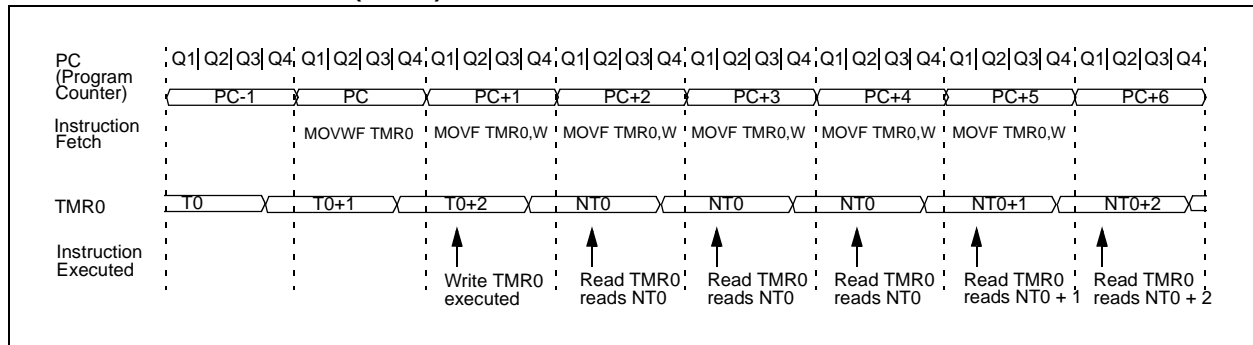 PC
(Program
Counter)
Q1 Q2 Q3 Q4 Q1 Q2 Q3 Q4 Q1 Q2 Q3 Q4 Q1 Q2 Q3 Q4 Q1 Q2 Q3 Q4 Q1 Q2 Q3 Q4 Q1 Q2 Q3 Q4 Q1 Q2 Q3 Q4
PC-1 PC PC+1 PC+2 PC+3 PC+4 PC+5 PC+6
Instruction
Fetch
MOVWF TMR0 MOVF TMR0,W MOVF TMR0,W MOVF TMR0,W MOVF TMR0,W MOVF TMR0,W
TMR0
T0 T0+1 T0+2 NT0 NT0 NT0 NT0+1 NT0+2
Instruction
Executed
Write TMR0
executed
Read TMR0
reads NT0
Read TMR0
reads NT0
Read TMR0
reads NT0
Read TMR0
reads NT0 + 1
Read TMR0
reads NT0 + 2